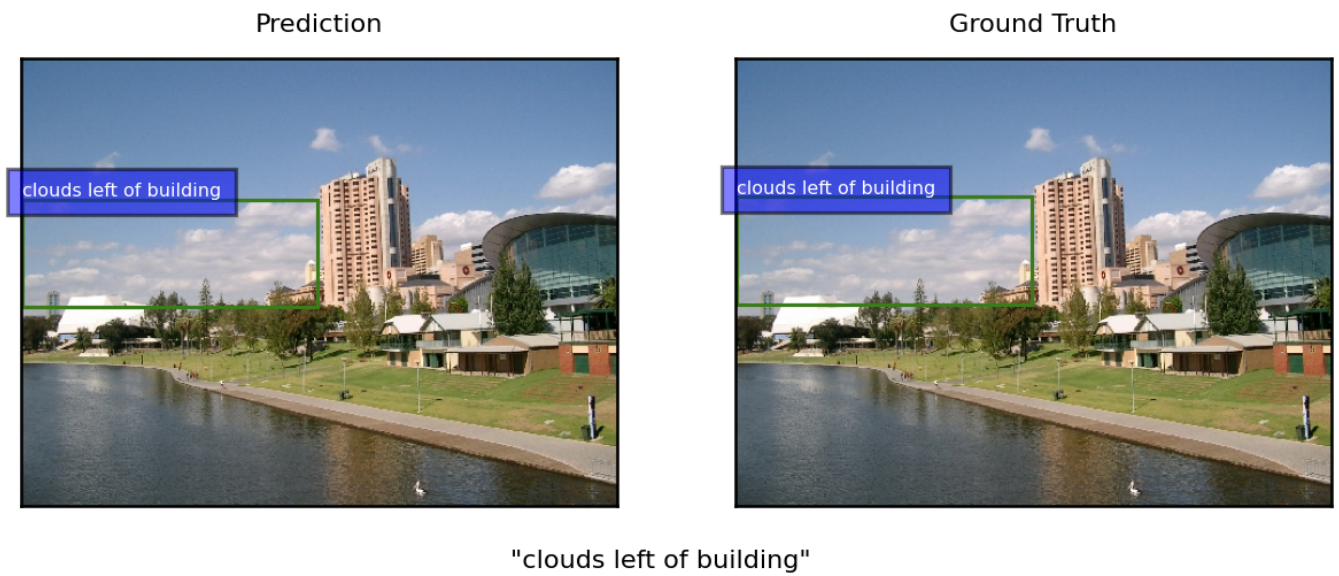 Prediction
Ground Truth
clouds left of building
clouds left of building
"clouds left of building"